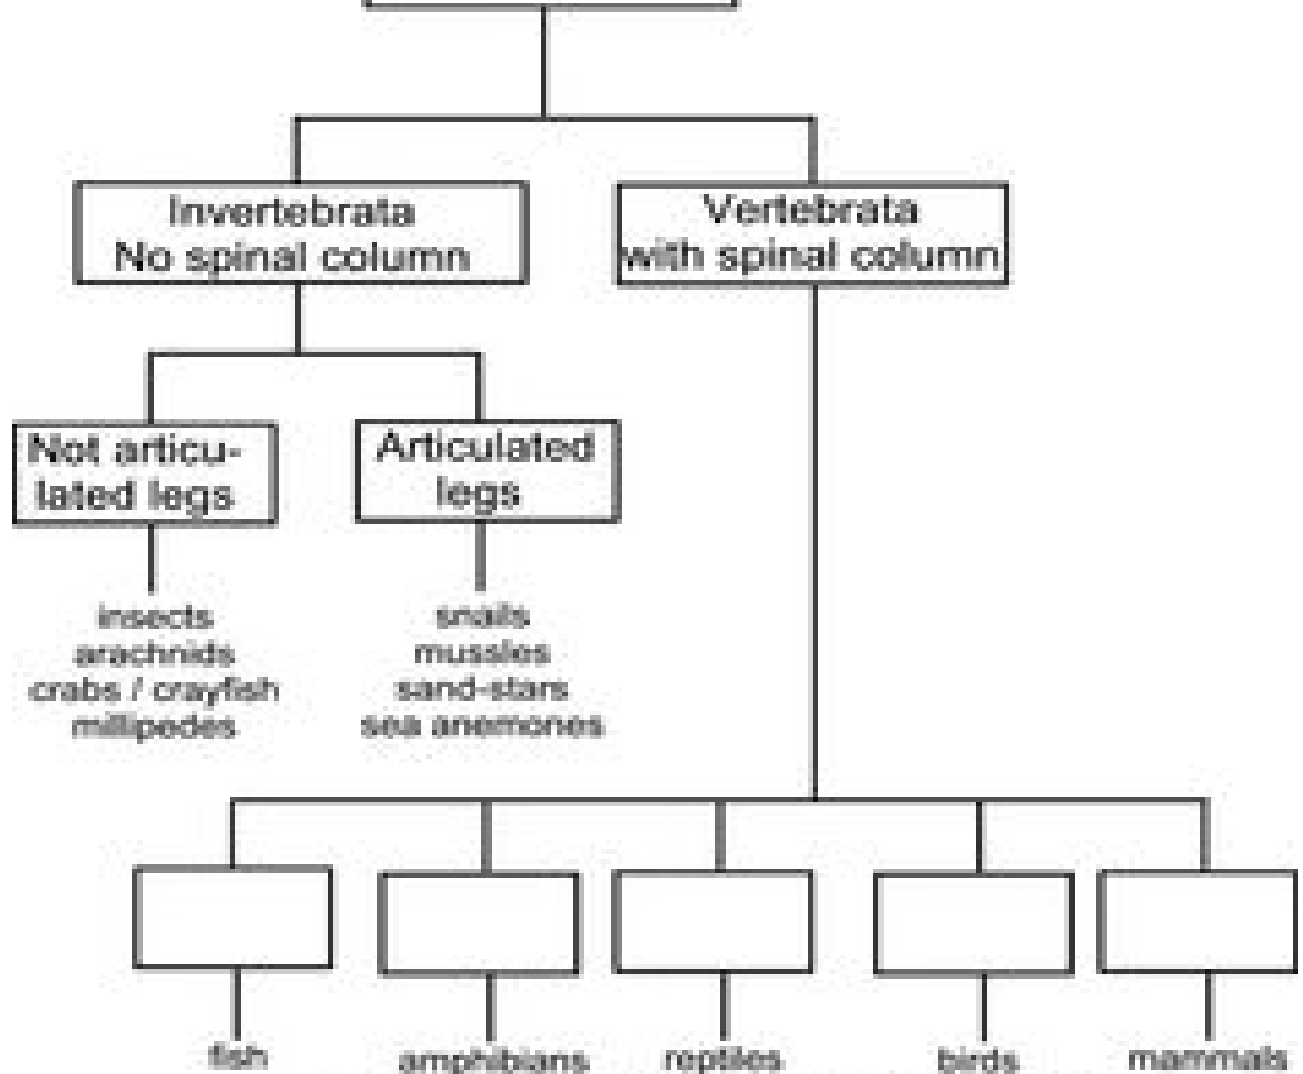 Invertebrata
No spinal column
Vertebrata
with spinal column
Not articu-
lated legs
Articulated
legs
insects
arachnids
crabs / crayfish
millipedes
snails
mussles
sand-stars
sea anemones
fish
amphibians
reptiles
birds
mammals